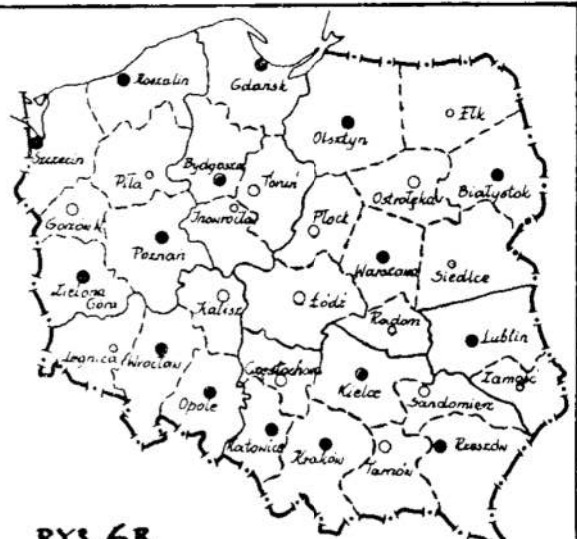 Koszalin
Gdańsk
Szczecin
Olsztyn
Ełk
Piła
Bydgoszcz
Toruń
Ostrołęka
Białystok
Gorzów
Inowrocław
Płock
Poznań
Warszawa
Siedlce
Zielona
Góra
Kalisz
Łódź
Radom
Lublin
Legnica
Wrocław
Częstochowa
Kielce
Zamość
Sandomierz
Opole
Katowice
Kraków
Tarnów
Rzeszów
RYS 6B